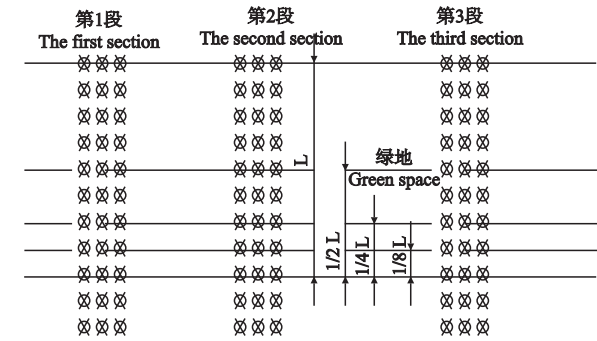 第1段
The first section
第2段
The second section
第3段
The third section
L
绿地
Green space
1/2 L
1/4 L
1/8 L